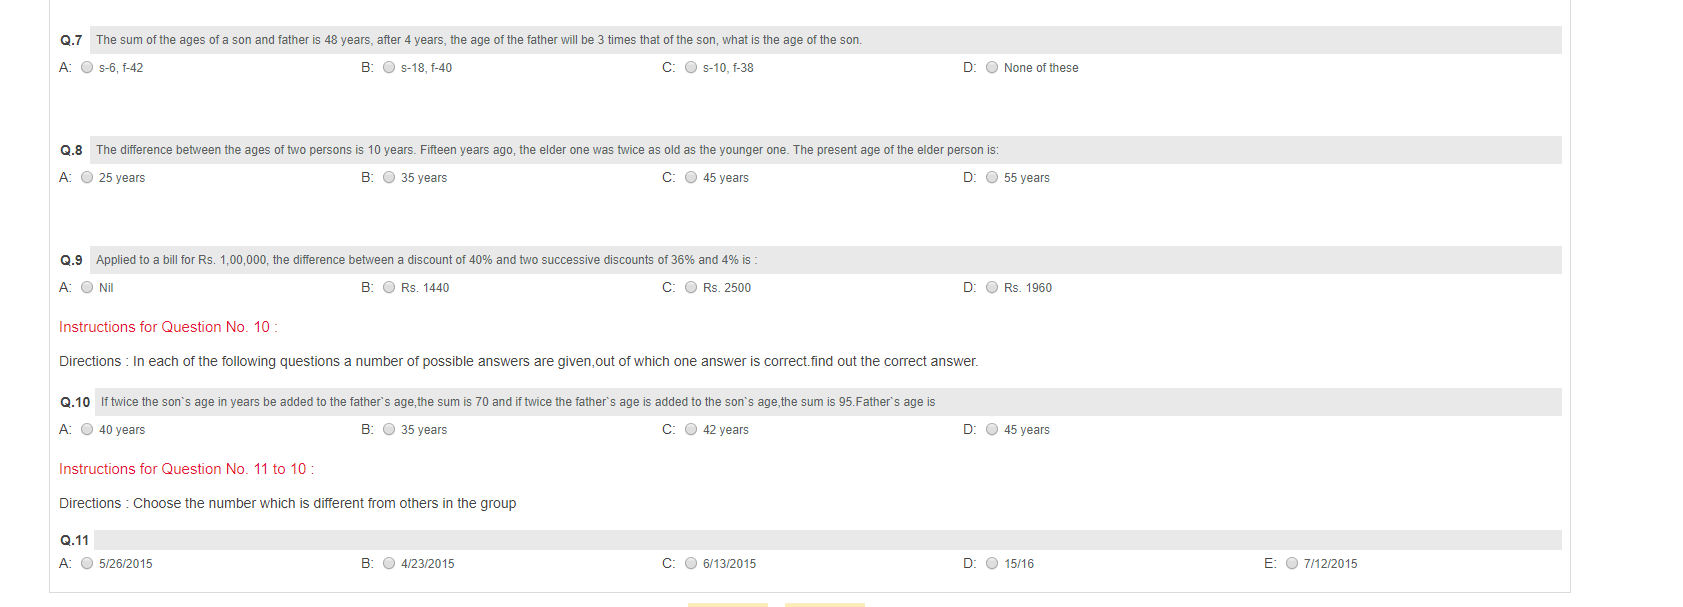 Q.7 The sum of the ages of a son and father is 48 years, after 4 years, the age of the father will be 3 times that of the son, what is the age of the son.
A: s-6, f-42 B: s-18, f-40 C: s-10, f-38 D: None of these
Q.8 The difference between the ages of two persons is 10 years. Fifteen years ago, the elder one was twice as old as the younger one. The present age of the elder person is:
A: 25 years B: 35 years C: 45 years D: 55 years
Q.9 Applied to a bill for Rs. 1,00,000, the difference between a discount of 40% and two successive discounts of 36% and 4% is :
A: Nil B: Rs. 1440 C: Rs. 2500 D: Rs. 1960
Instructions for Question No. 10 :
Directions : In each of the following questions a number of possible answers are given,out of which one answer is correct.find out the correct answer.
Q.10 If twice the son`s age in years be added to the father`s age,the sum is 70 and if twice the father`s age is added to the son`s age,the sum is 95.Father`s age is
A: 40 years B: 35 years C: 42 years D: 45 years
Instructions for Question No. 11 to 10 :
Directions : Choose the number which is different from others in the group
Q.11
A: 5/26/2015 B: 4/23/2015 C: 6/13/2015 D: 15/16 E: 7/12/2015